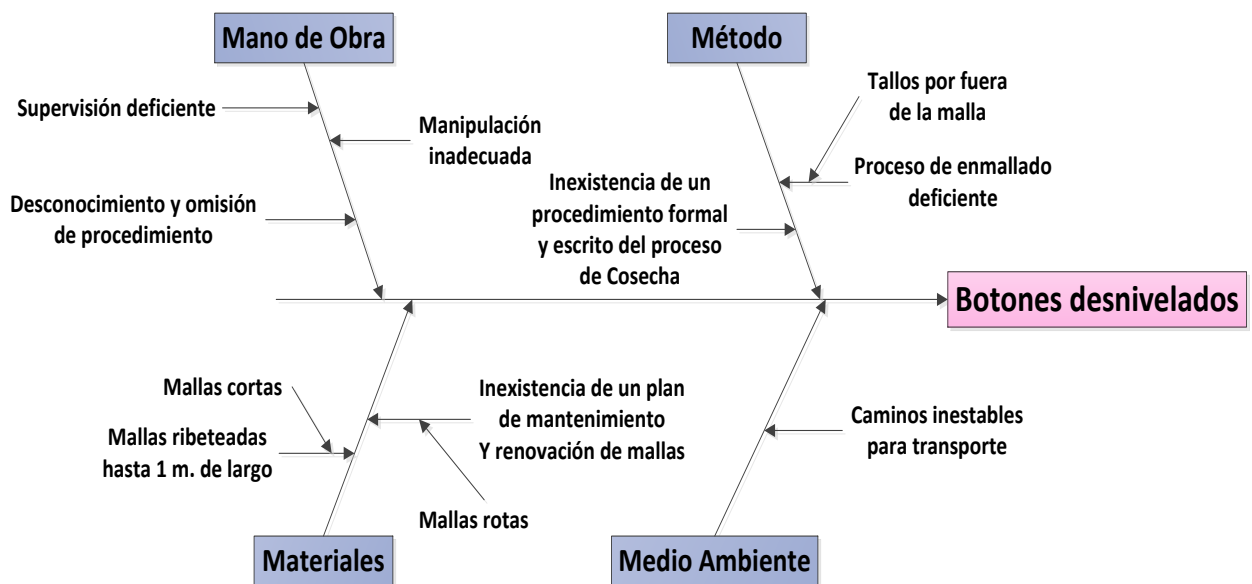 Mano de Obra
Método
Supervisión deficiente
Manipulación
inadecuada
Desconocimiento y omisión
de procedimiento
Tallos por fuera
de la malla
Proceso de enmallado
deficiente
Inexistencia de un
procedimiento formal
y escrito del proceso
de Cosecha
Botones desnivelados
Mallas cortas
Mallas ribeteadas
hasta 1 m. de largo
Inexistencia de un plan
de mantenimiento
Y renovación de mallas
Mallas rotas
Caminos inestables
para transporte
Materiales
Medio Ambiente